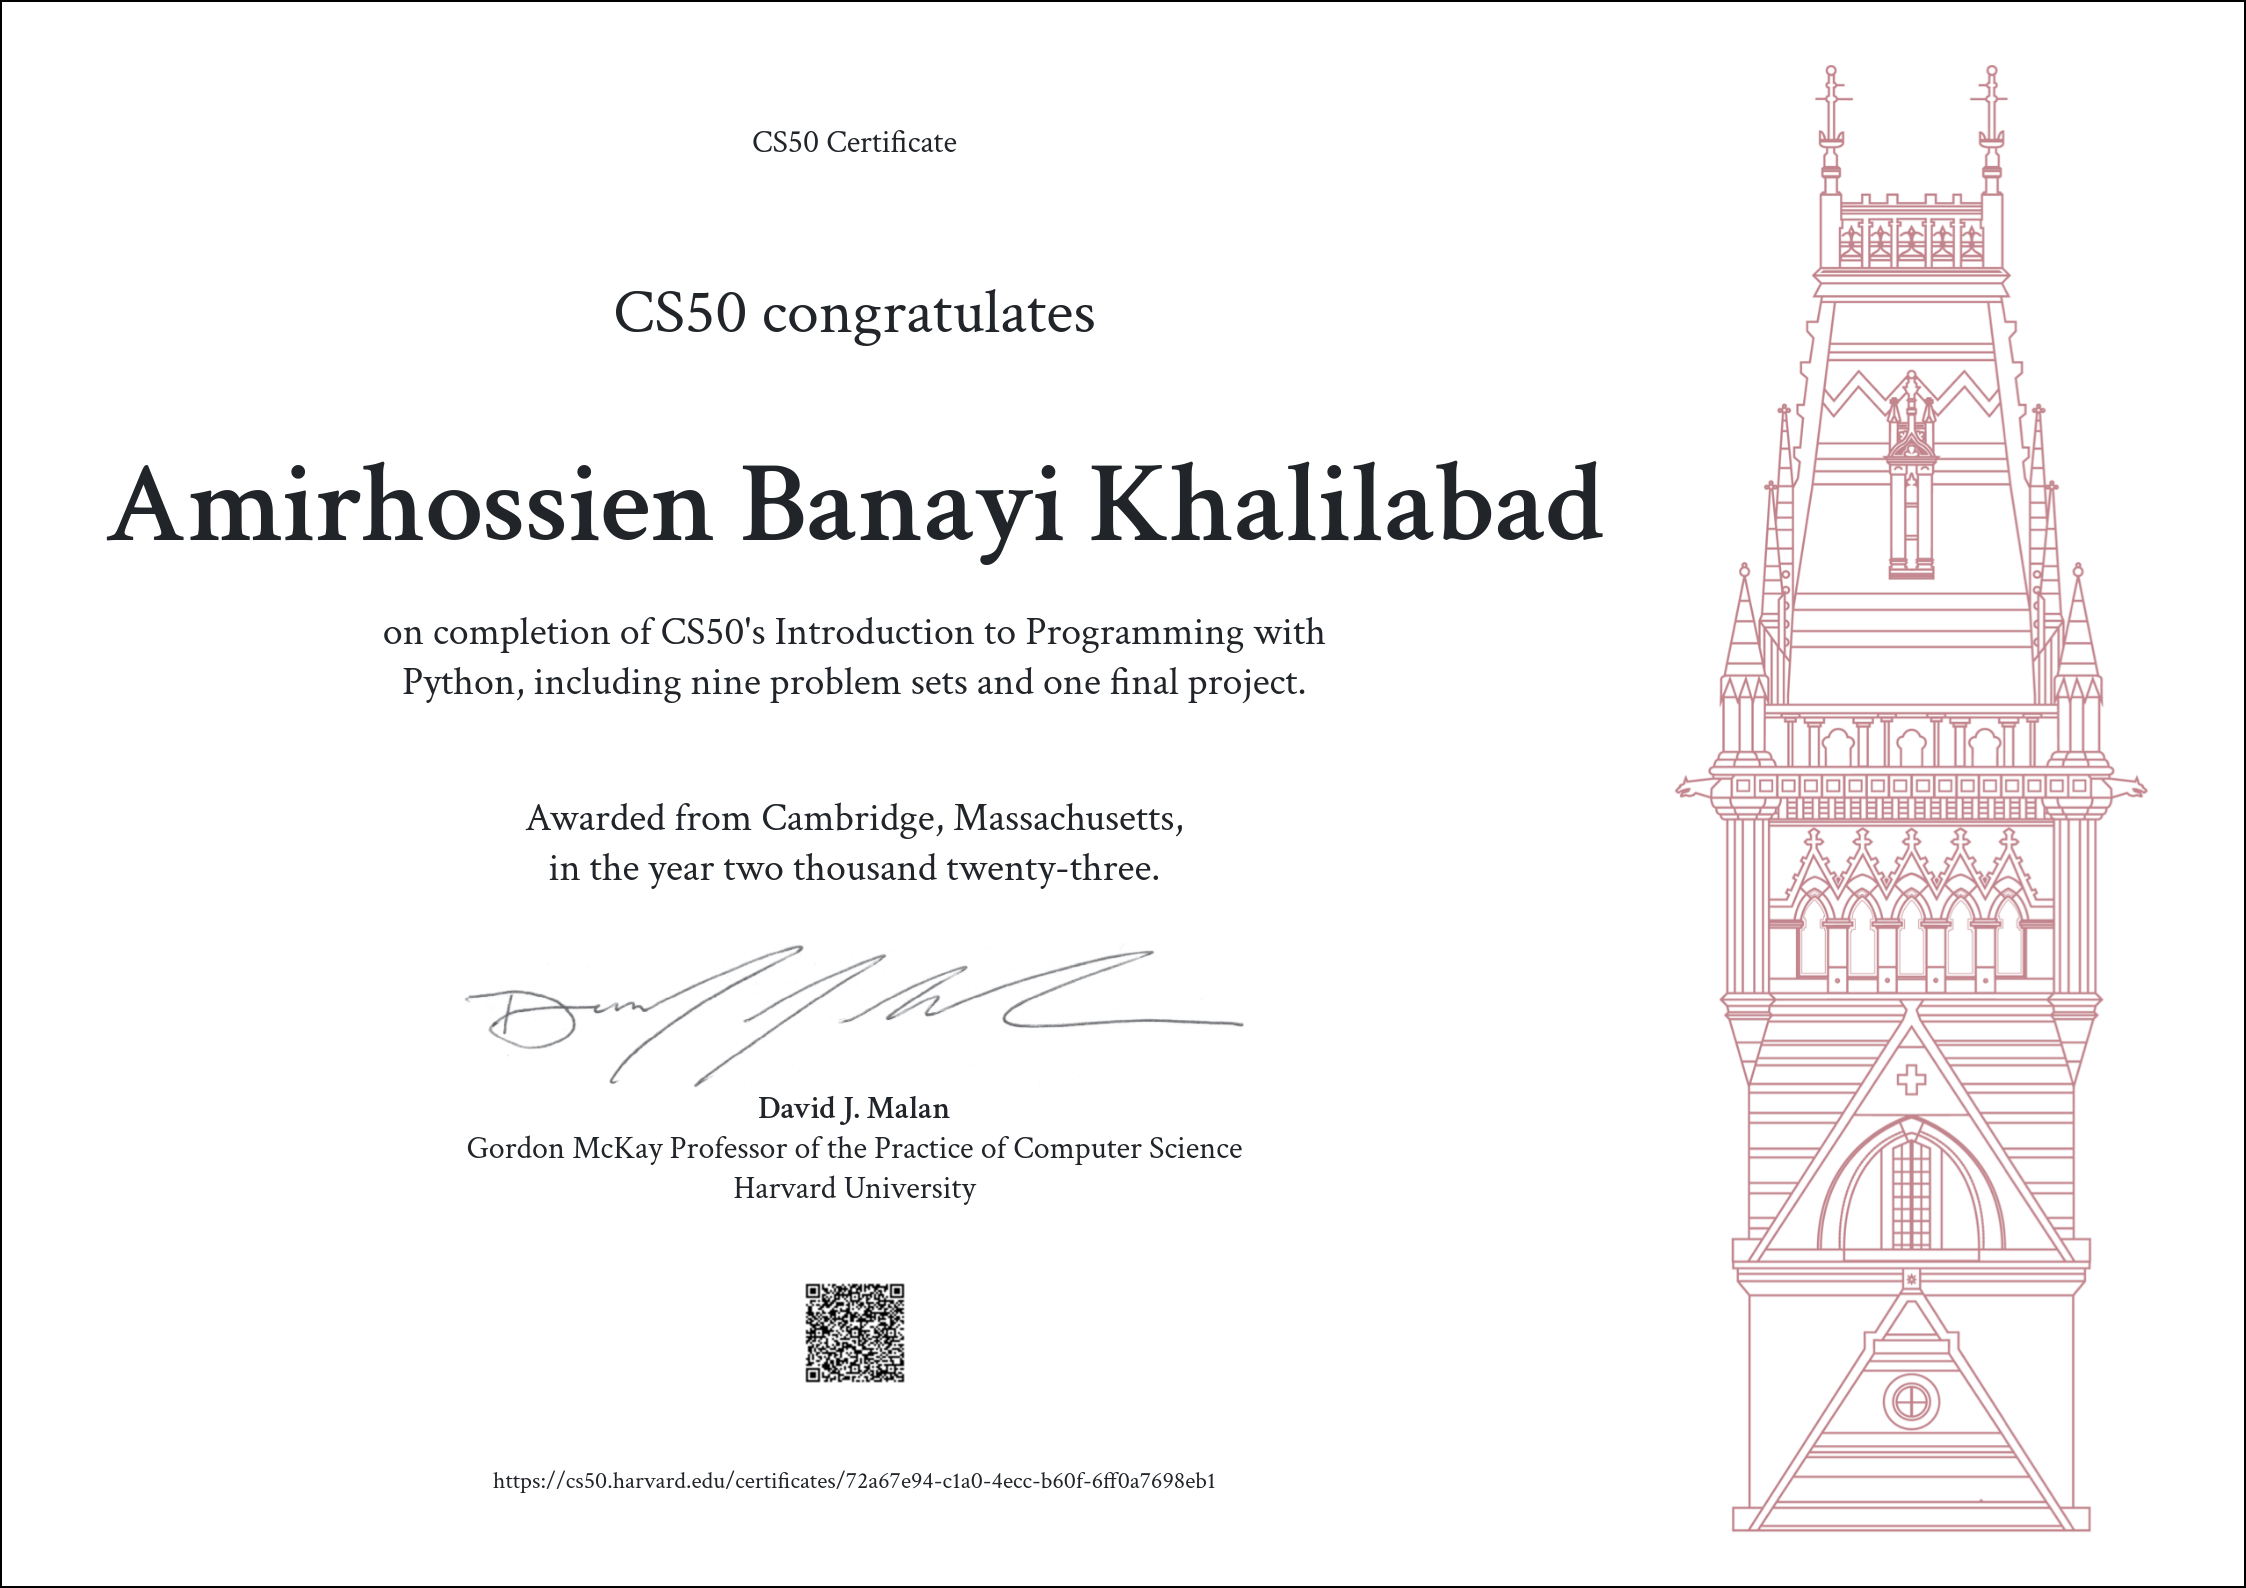 CS50 Certificate
CS50 congratulates
Amirhossien Banayi Khalilabad
on completion of CS50's Introduction to Programming with
Python, including nine problem sets and one final project.
Awarded from Cambridge, Massachusetts,
in the year two thousand twenty-three.
David J. Malan
Gordon McKay Professor of the Practice of Computer Science
Harvard University
https://cs50.harvard.edu/certificates/72a67e94-c1a0-4ecc-b60f-6ff0a7698eb1